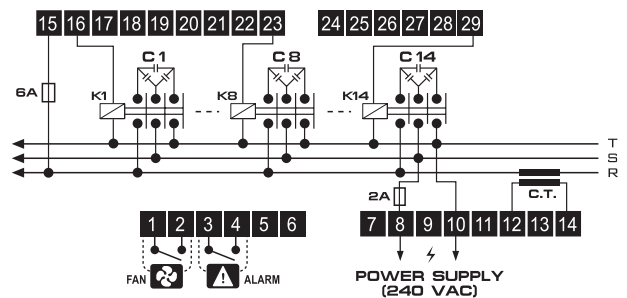 15 16 17 18 19 20 21 22 23 24 25 26 27 28 29
C 1 C 8 C 14
6A K1 K8 K14
T
S
R
2A C.T.
1 2 3 4 5 6 7 8 9 10 11 12 13 14
FAN ALARM
POWER SUPPLY
(240 VAC)